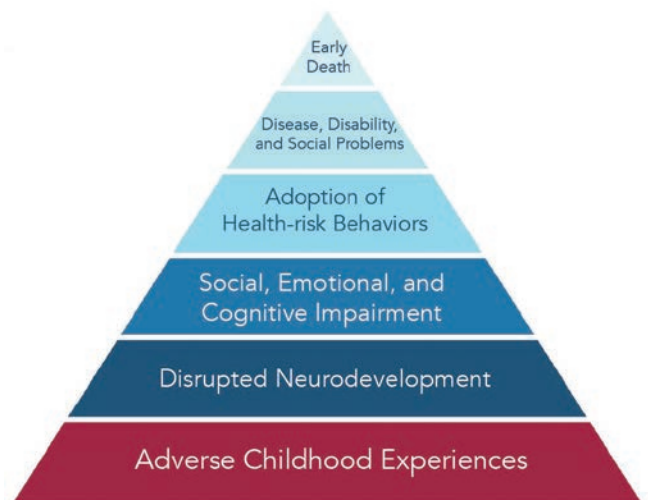 Early
Death
Disease, Disability,
and Social Problems
Adoption of
Health-risk Behaviors
Social, Emotional, and
Cognitive Impairment
Disrupted Neurodevelopment
Adverse Childhood Experiences